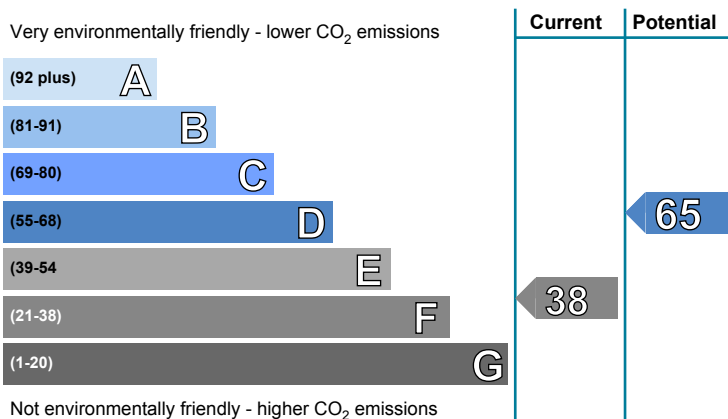 Very environmentally friendly - lower CO₂ emissions
Current
Potential
(92 plus) A
(81-91) B
(69-80) C
(55-68) D
65
(39-54 E
(21-38) F
38
(1-20) G
Not environmentally friendly - higher CO₂ emissions